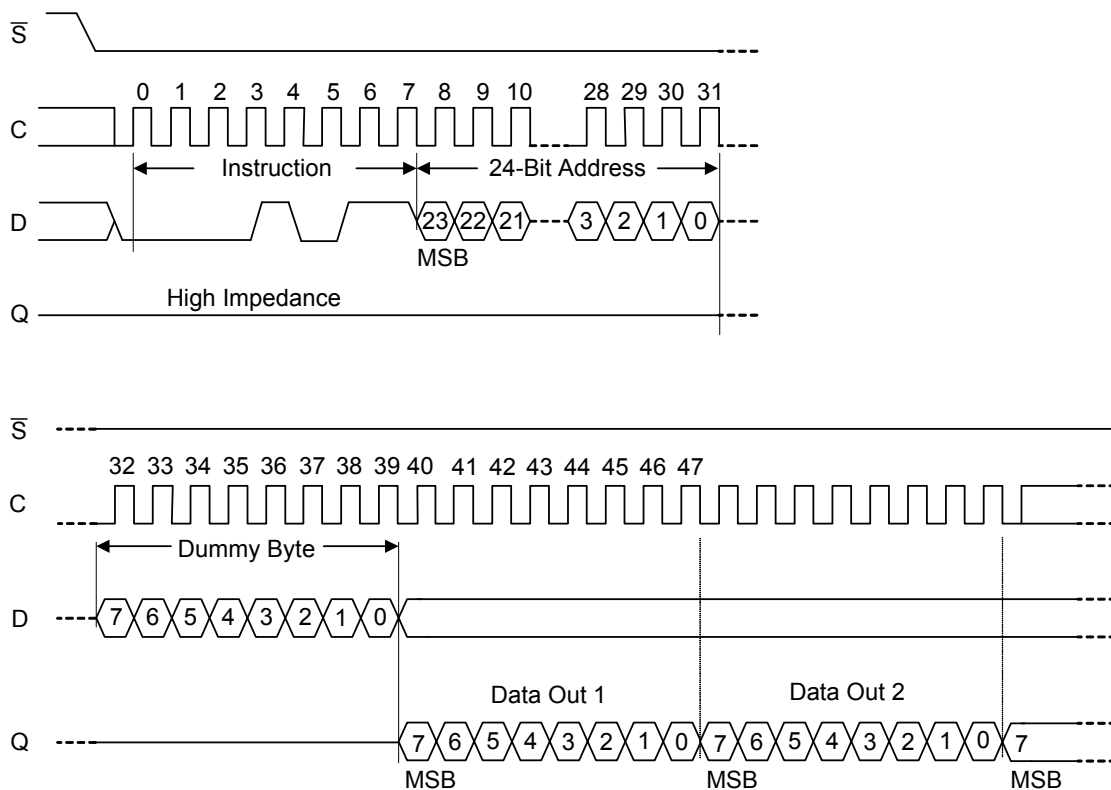 S̅
0 1 2 3 4 5 6 7 8 9 10 28 29 30 31
C
Instruction 24-Bit Address
D 23 22 21 3 2 1 0
MSB
High Impedance
Q
S̅
32 33 34 35 36 37 38 39 40 41 42 43 44 45 46 47
C
Dummy Byte
D 7 6 5 4 3 2 1 0
Data Out 1 Data Out 2
Q 7 6 5 4 3 2 1 0 7 6 5 4 3 2 1 0 7
MSB MSB MSB